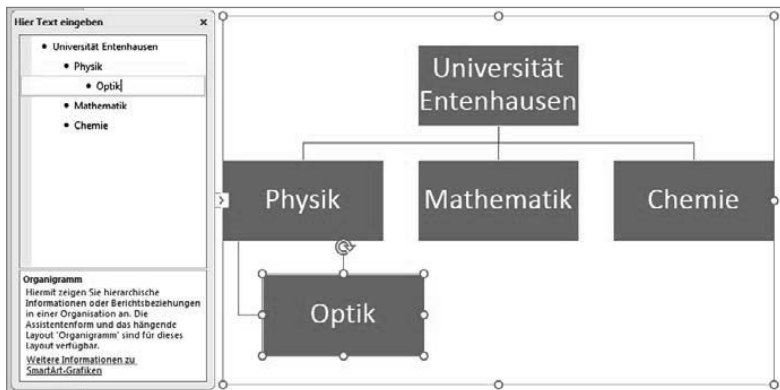 Hier Text eingeben
Universität Entenhausen
Physik
Optik
Mathematik
Chemie
Organigramm
Hiermit zeigen Sie hierarchische
Informationen oder Berichtsbeziehungen
in einer Organisation an. Die
Assistentenform und das hängende
Layout 'Organigramm' sind für dieses
Layout verfügbar.
Weitere Informationen zu
SmartArt-Grafiken
Universität
Entenhausen
Physik
Mathematik
Chemie
Optik